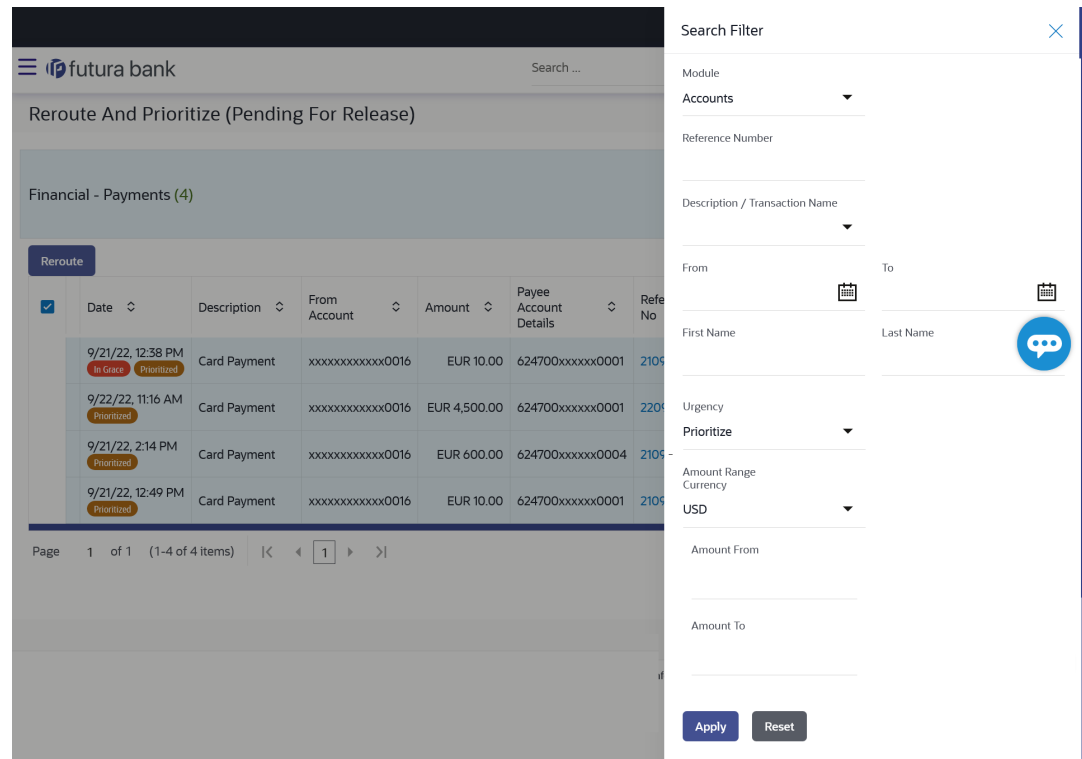 futura bank
Search ...
Reroute And Prioritize (Pending For Release)
Financial - Payments (4)
Reroute
Date
Description
From
Account
Amount
Payee
Account
Details
No
9/21/22, 12:38 PM
In Grace Prioritized
Card Payment
xxxxxxxxxxxx0016
EUR 10.00
624700xxxxxx0001
9/22/22, 11:16 AM
Prioritized
Card Payment
xxxxxxxxxxxx0016
EUR 4,500.00
624700xxxxxx0001
9/21/22, 2:14 PM
Prioritized
Card Payment
xxxxxxxxxxxx0016
EUR 600.00
624700xxxxxx0004
9/21/22, 12:49 PM
Prioritized
Card Payment
xxxxxxxxxxxx0016
EUR 10.00
624700xxxxxx0001
Page 1 of 1 (1-4 of 4 items) 1
Search Filter
Module
Accounts
Reference Number
Description / Transaction Name
From To
First Name Last Name
Urgency
Prioritize
Amount Range
Currency
USD
Amount From
Amount To
Apply Reset